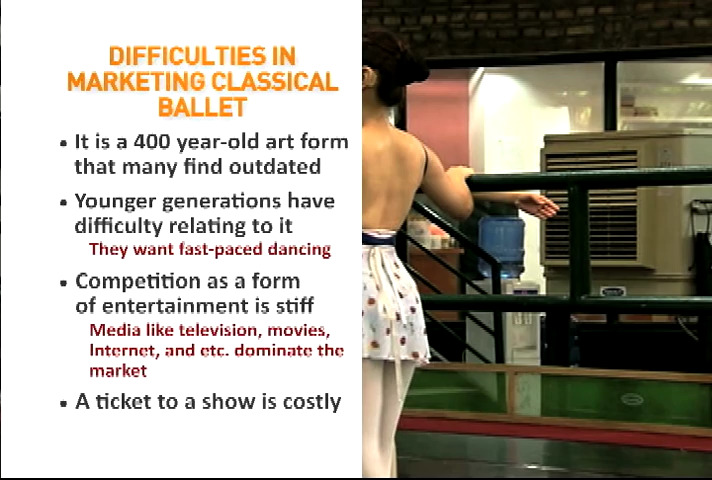 DIFFICULTIES IN
MARKETING CLASSICAL
BALLET
• It is a 400 year-old art form
that many find outdated
• Younger generations have
difficulty relating to it
They want fast-paced dancing
• Competition as a form
of entertainment is stiff
Media like television, movies,
Internet, and etc. dominate the
market
• A ticket to a show is costly